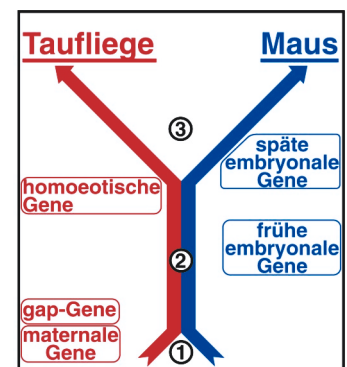 Taufliege
Maus
③
späte
embryonale
Gene
homoeotische
Gene
frühe
embryonale
Gene
②
gap-Gene
maternale
Gene
①